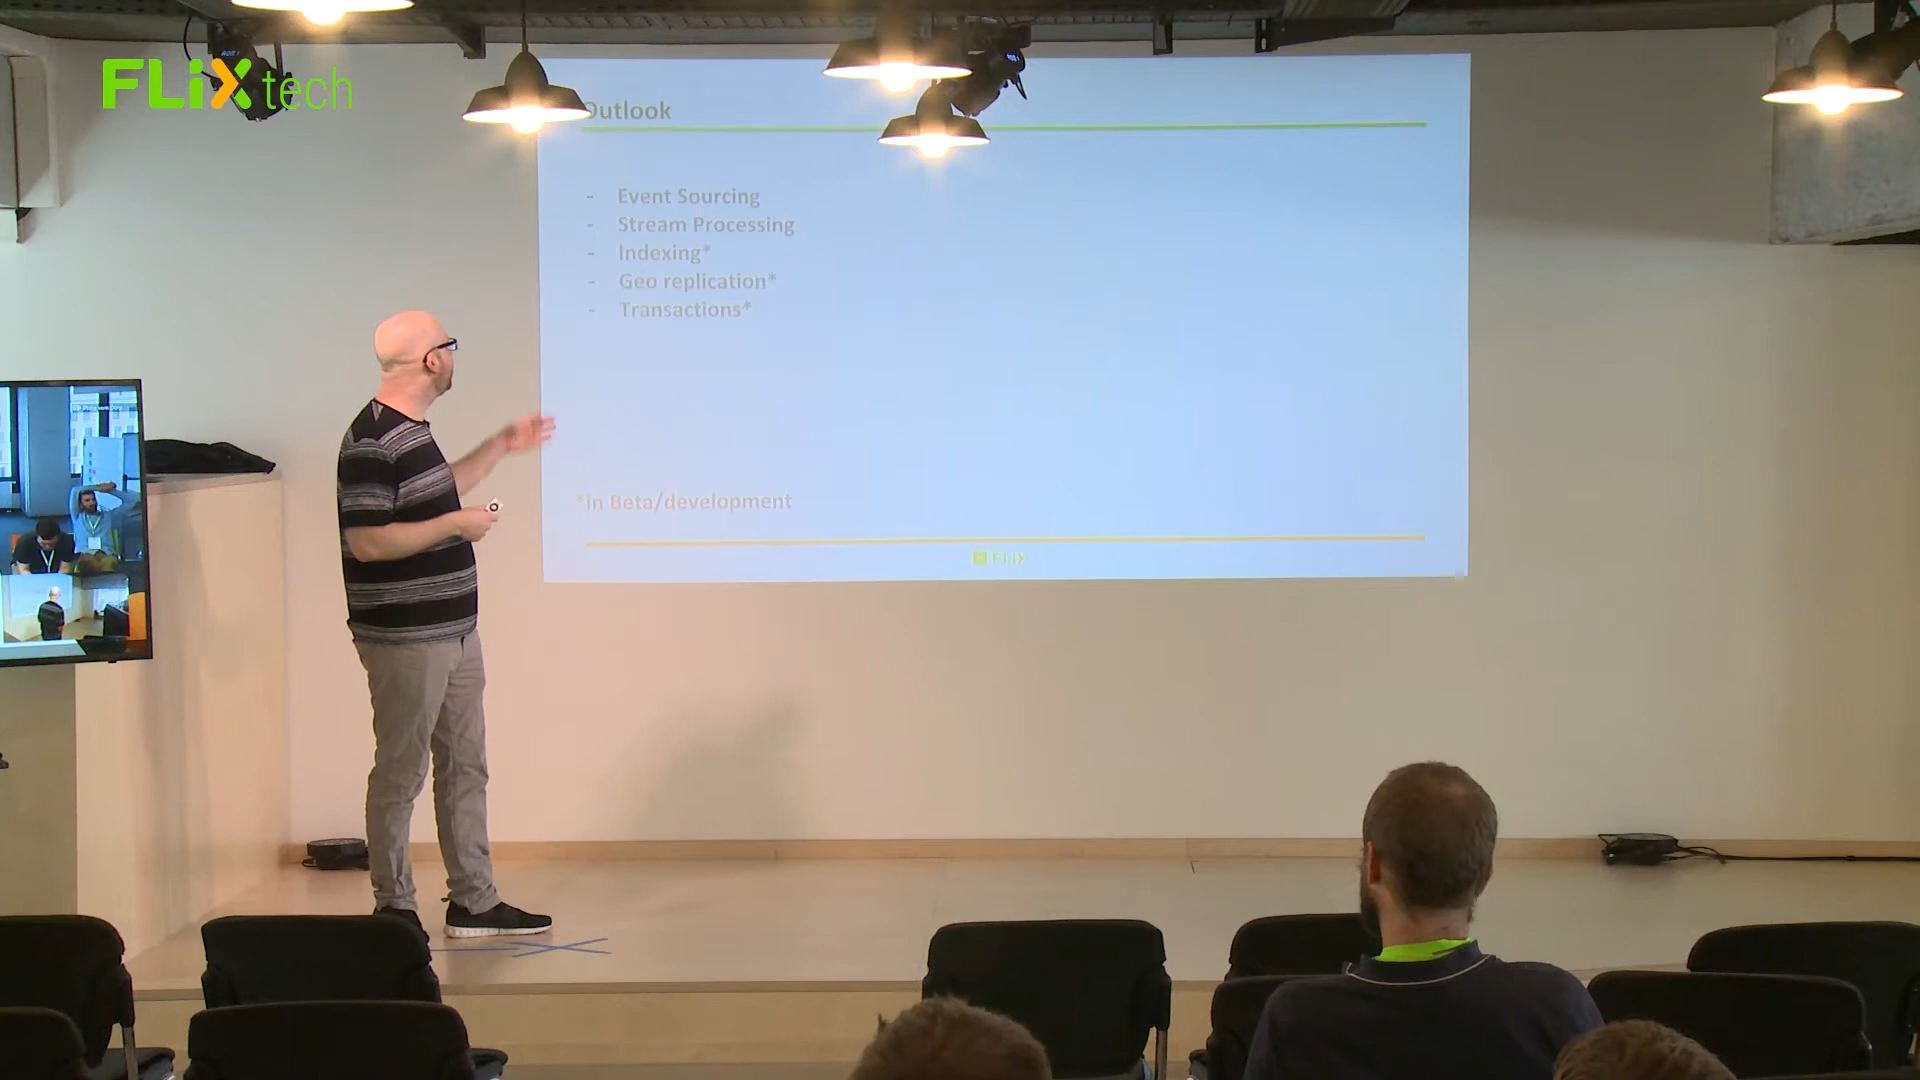 FLiX tech
Outlook
- Event Sourcing
- Stream Processing
- Indexing*
- Geo replication*
- Transactions*
*in Beta/development
FLiX